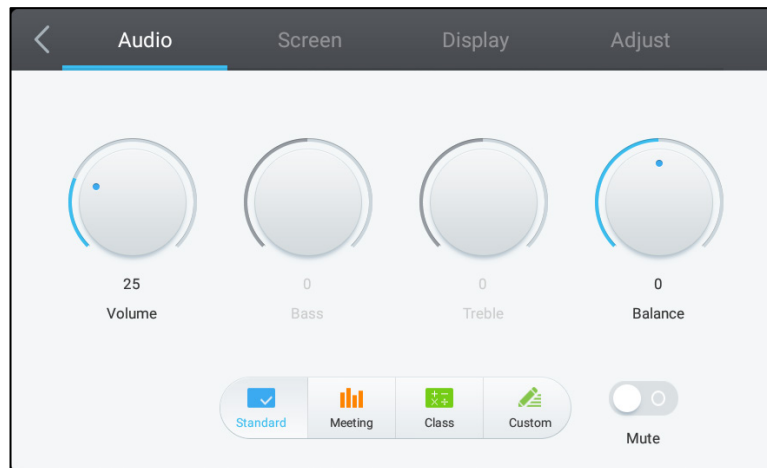 Audio Screen Display Adjust
25 0 0 0
Volume Bass Treble Balance
Standard Meeting Class Custom
Mute